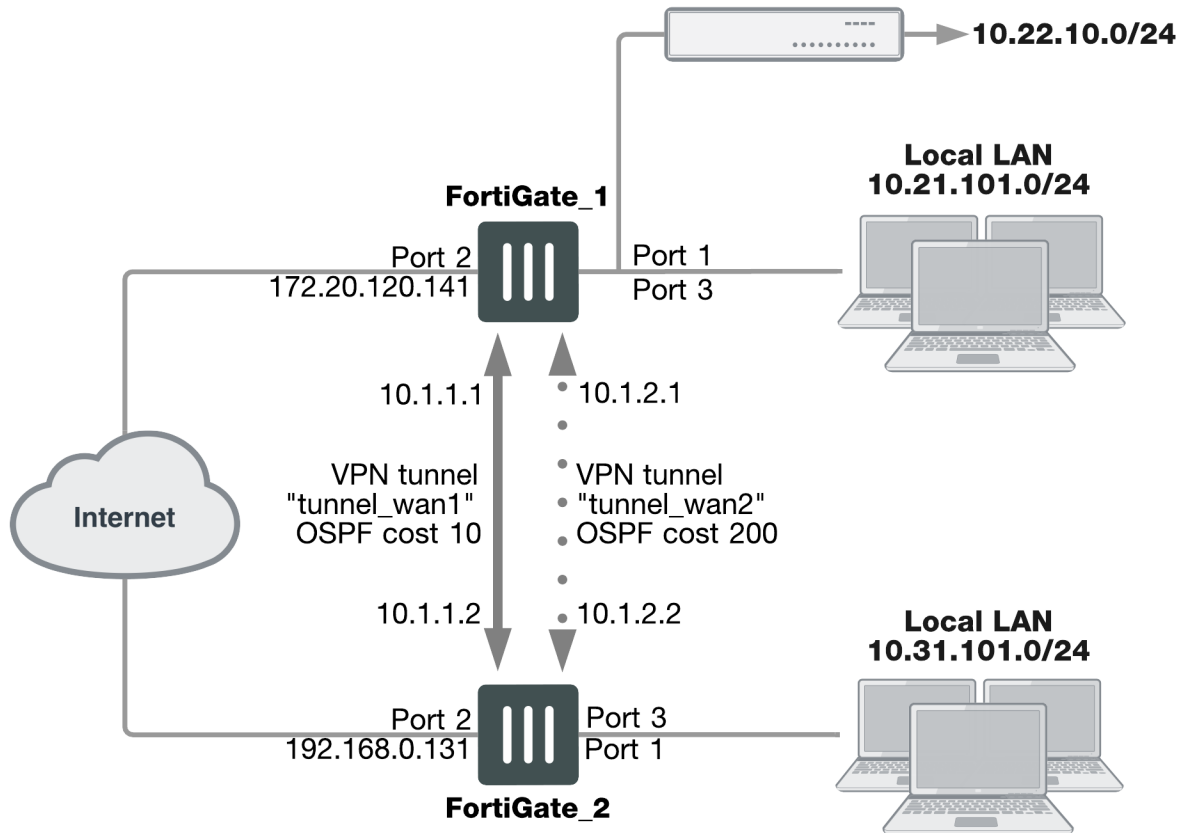 10.22.10.0/24
Local LAN
10.21.101.0/24
FortiGate_1
Port 2
172.20.120.141
Port 1
Port 3
10.1.1.1
10.1.2.1
VPN tunnel
"tunnel_wan1"
OSPF cost 10
VPN tunnel
"tunnel_wan2"
OSPF cost 200
Internet
10.1.1.2
10.1.2.2
Local LAN
10.31.101.0/24
Port 2
192.168.0.131
Port 3
Port 1
FortiGate_2